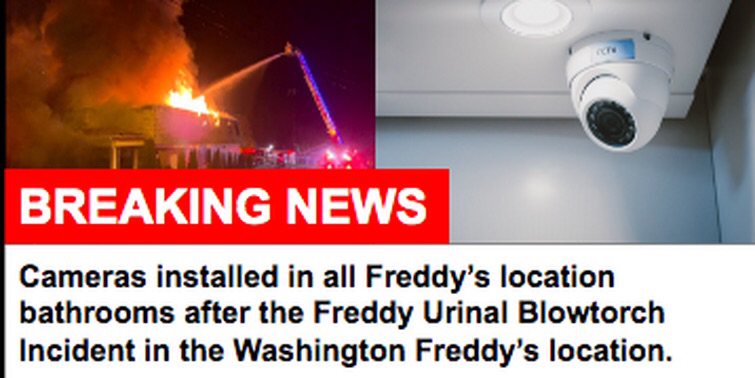 CCTV
BREAKING NEWS
Cameras installed in all Freddy's location
bathrooms after the Freddy Urinal Blowtorch
Incident in the Washington Freddy's location.